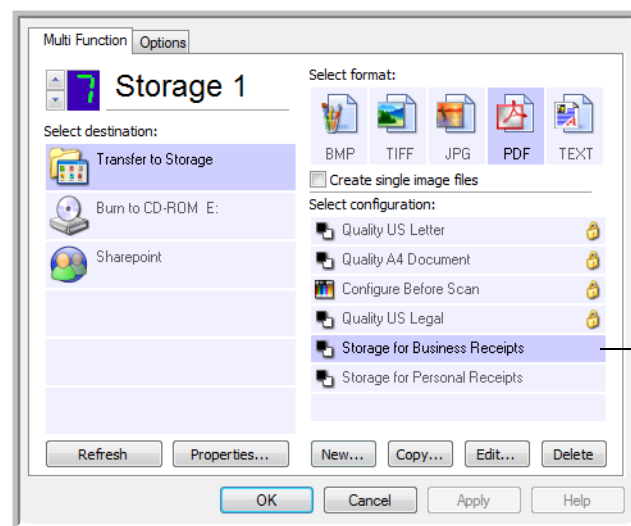 Multi Function Options
7 Storage 1
Select destination:
Transfer to Storage
Burn to CD-ROM E:
Sharepoint
Refresh Properties...
Select format:
BMP TIFF JPG PDF TEXT
Create single image files
Select configuration:
Quality US Letter
Quality A4 Document
Configure Before Scan
Quality US Legal
Storage for Business Receipts
Storage for Personal Receipts
New... Copy... Edit... Delete
OK Cancel Apply Help